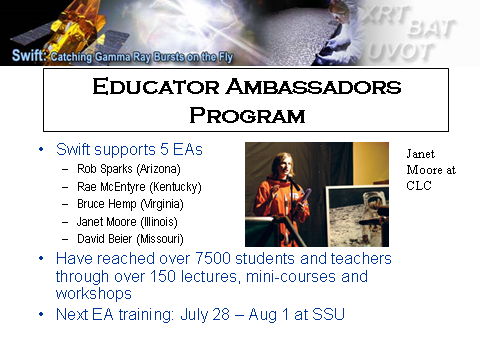 XRT
BAT
UVOT
Swift: Catching Gamma Ray Bursts on the Fly
EDUCATOR AMBASSADORS
PROGRAM
• Swift supports 5 EAs
– Rob Sparks (Arizona)
– Rae McEntyre (Kentucky)
– Bruce Hemp (Virginia)
– Janet Moore (Illinois)
– David Beier (Missouri)
Janet
Moore at
CLC
• Have reached over 7500 students and teachers
through over 150 lectures, mini-courses and
workshops
• Next EA training: July 28 – Aug 1 at SSU